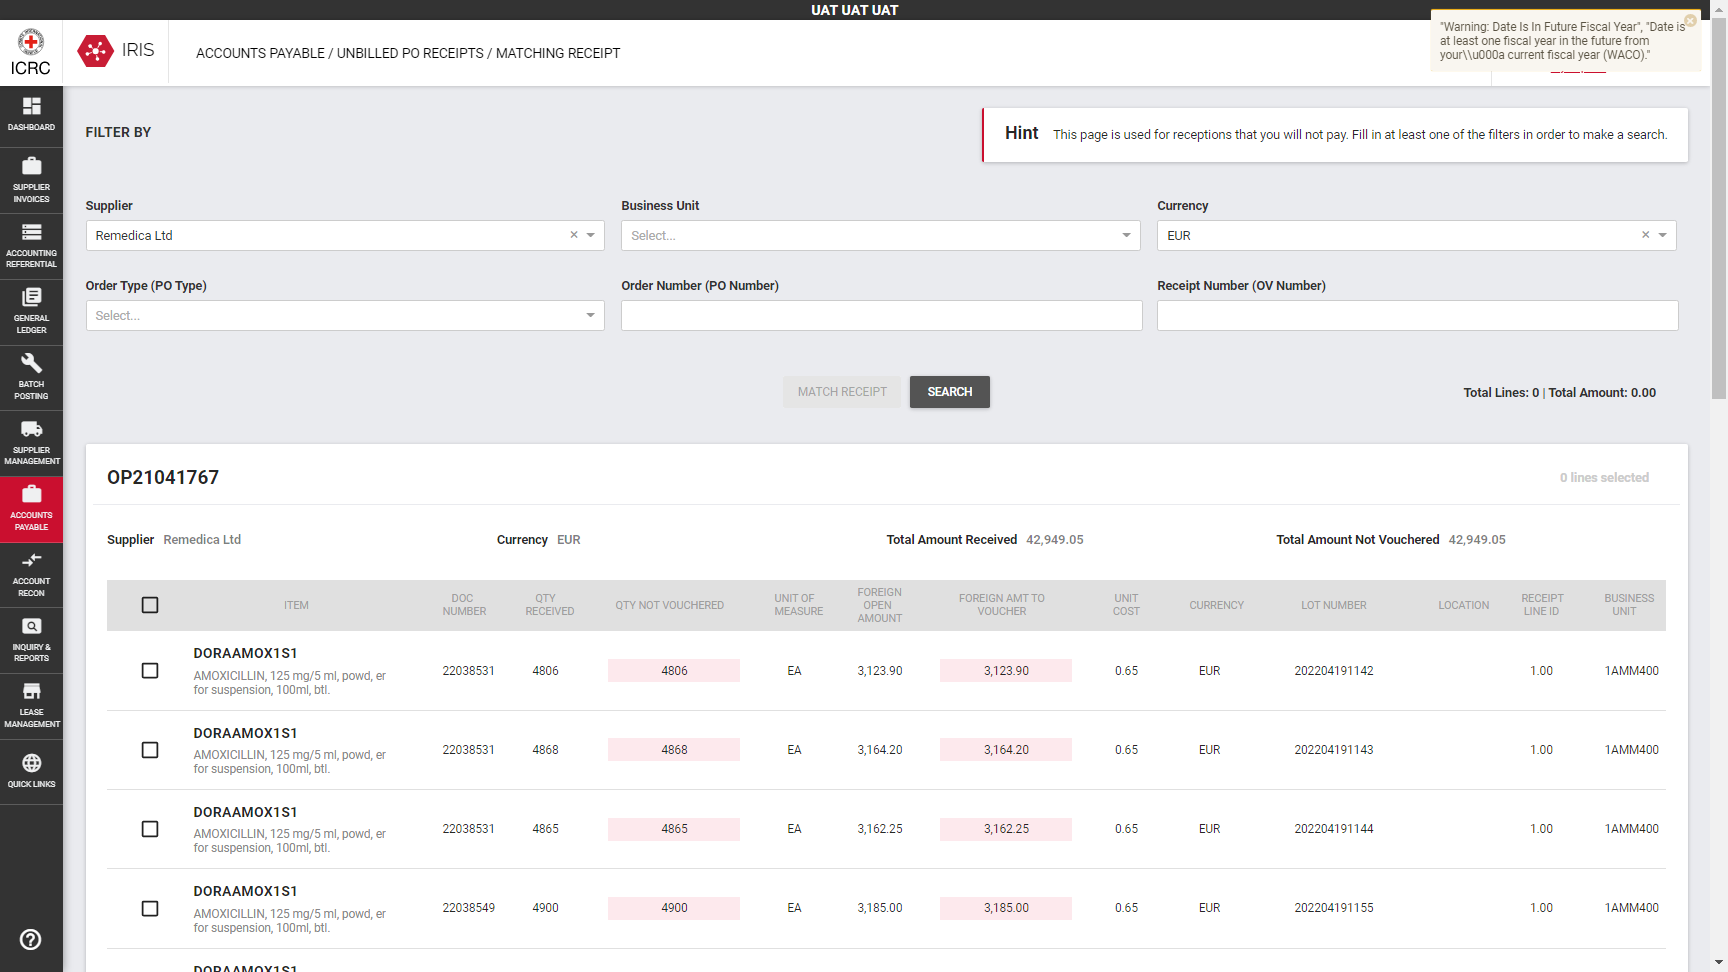 UAT UAT UAT
ICRC
IRIS
ACCOUNTS PAYABLE / UNBILLED PO RECEIPTS / MATCHING RECEIPT
"Warning: Date Is In Future Fiscal Year", "Date is
at least one fiscal year in the future from
your\\u000a current fiscal year (WACO)."
DASHBOARD
SUPPLIER
INVOICES
ACCOUNTING
REFERENTIAL
GENERAL
LEDGER
BATCH
POSTING
SUPPLIER
MANAGEMENT
ACCOUNTS
PAYABLE
ACCOUNT
RECON
INQUIRY &
REPORTS
LEASE
MANAGEMENT
QUICK LINKS
FILTER BY
Hint This page is used for receptions that you will not pay. Fill in at least one of the filters in order to make a search.
Supplier Business Unit Currency
Remedica Ltd Select... EUR
Order Type (PO Type) Order Number (PO Number) Receipt Number (OV Number)
Select...
MATCH RECEIPT SEARCH Total Lines: 0 | Total Amount: 0.00
OP21041767 0 lines selected
Supplier Remedica Ltd Currency EUR Total Amount Received 42,949.05 Total Amount Not Vouchered 42,949.05
ITEM DOC NUMBER QTY RECEIVED QTY NOT VOUCHERED UNIT OF MEASURE FOREIGN OPEN AMOUNT FOREIGN AMT TO VOUCHER UNIT COST CURRENCY LOT NUMBER LOCATION RECEIPT LINE ID BUSINESS UNIT
DORAAMOX1S1
AMOXICILLIN, 125 mg/5 ml, powd, er
for suspension, 100ml, btl.
22038531 4806 4806 EA 3,123.90 3,123.90 0.65 EUR 202204191142 1.00 1AMM400
DORAAMOX1S1
AMOXICILLIN, 125 mg/5 ml, powd, er
for suspension, 100ml, btl.
22038531 4868 4868 EA 3,164.20 3,164.20 0.65 EUR 202204191143 1.00 1AMM400
DORAAMOX1S1
AMOXICILLIN, 125 mg/5 ml, powd, er
for suspension, 100ml, btl.
22038531 4865 4865 EA 3,162.25 3,162.25 0.65 EUR 202204191144 1.00 1AMM400
DORAAMOX1S1
AMOXICILLIN, 125 mg/5 ml, powd, er
for suspension, 100ml, btl.
22038549 4900 4900 EA 3,185.00 3,185.00 0.65 EUR 202204191155 1.00 1AMM400
DORAAMOX1S1